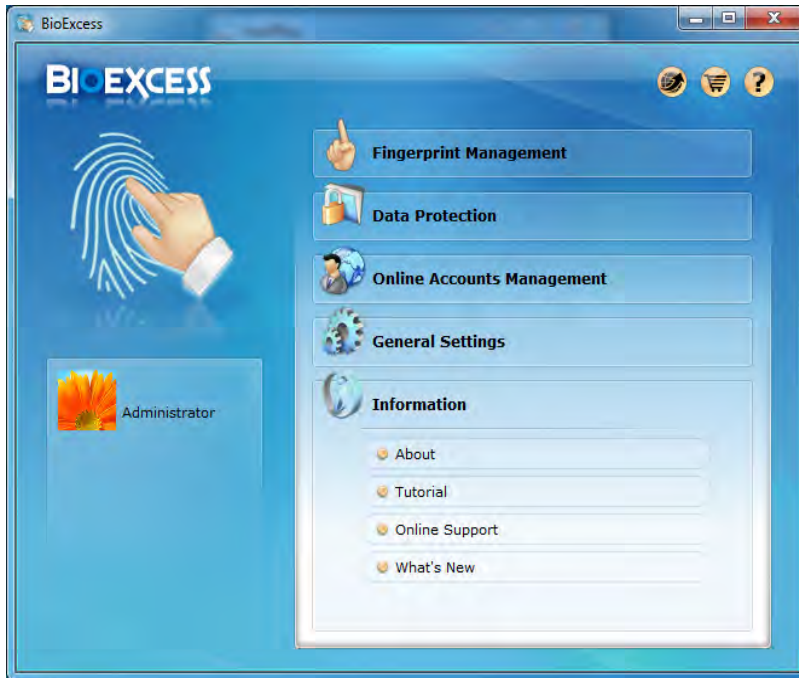 BioExcess
BIOEXCESS
?
Fingerprint Management
Data Protection
Online Accounts Management
General Settings
Information
Administrator
About
Tutorial
Online Support
What's New